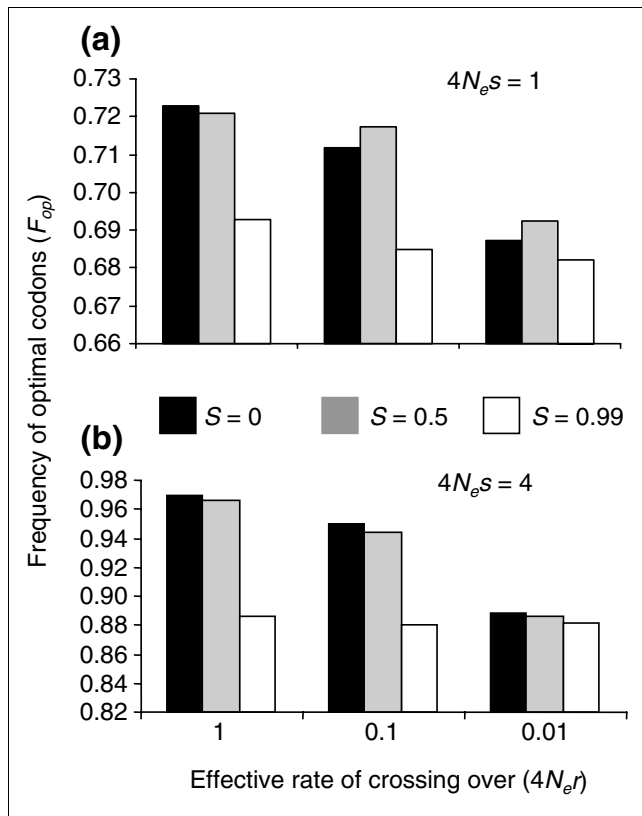 (a)
4Nes = 1
0.73
0.72
0.71
0.70
0.69
0.68
0.67
0.66
Frequency of optimal codons (Fop)
S = 0 S = 0.5 S = 0.99
(b)
4Nes = 4
0.98
0.96
0.94
0.92
0.90
0.88
0.86
0.84
0.82
1 0.1 0.01
Effective rate of crossing over (4Ner)